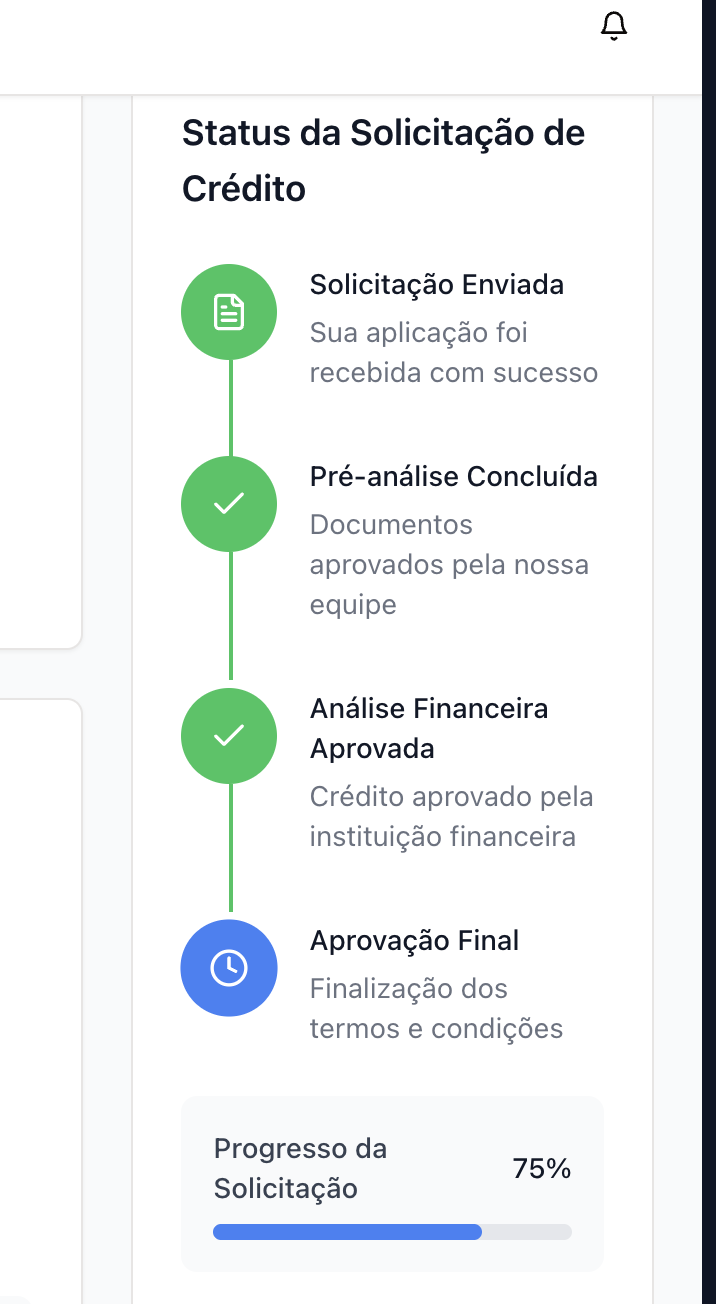 Status da Solicitação de
Crédito
Solicitação Enviada
Sua aplicação foi
recebida com sucesso
Pré-análise Concluída
Documentos
aprovados pela nossa
equipe
Análise Financeira
Aprovada
Crédito aprovado pela
instituição financeira
Aprovação Final
Finalização dos
termos e condições
Progresso da
Solicitação
75%